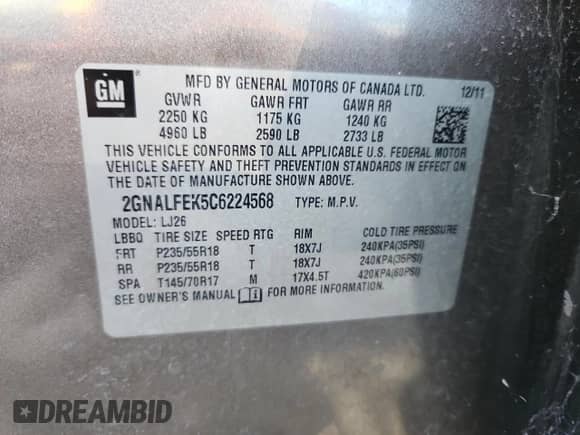 GM
MFD BY GENERAL MOTORS OF CANADA LTD. 12/11
GVWR GAWR FRT GAWR RR
2250 KG 1175 KG 1240 KG
4960 LB 2590 LB 2733 LB
THIS VEHICLE CONFORMS TO ALL APPLICABLE U.S. FEDERAL MOTOR
VEHICLE SAFETY AND THEFT PREVENTION STANDARDS IN EFFECT ON
THE DATE OF MANUFACTURE SHOWN ABOVE.
2GNALFEK5C6224568 TYPE: M.P.V.
MODEL: LJ26
LBBQ TIRE SIZE SPEED RTG RIM COLD TIRE PRESSURE
FRT P235/55R18 T 18X7J 240KPA(35PSI)
RR P235/55R18 T 18X7J 240KPA(35PSI)
SPA T145/70R17 M 17X4.5T 420KPA(60PSI)
SEE OWNER'S MANUAL FOR MORE INFORMATION.
DREAMBID